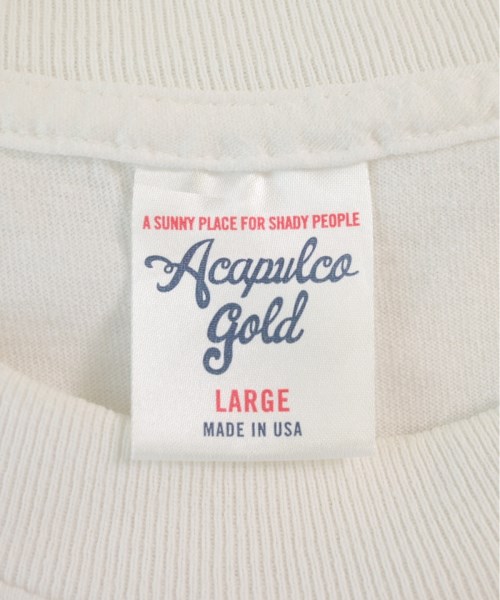 A SUNNY PLACE FOR SHADY PEOPLE
Acapulco
gold
LARGE
MADE IN USA